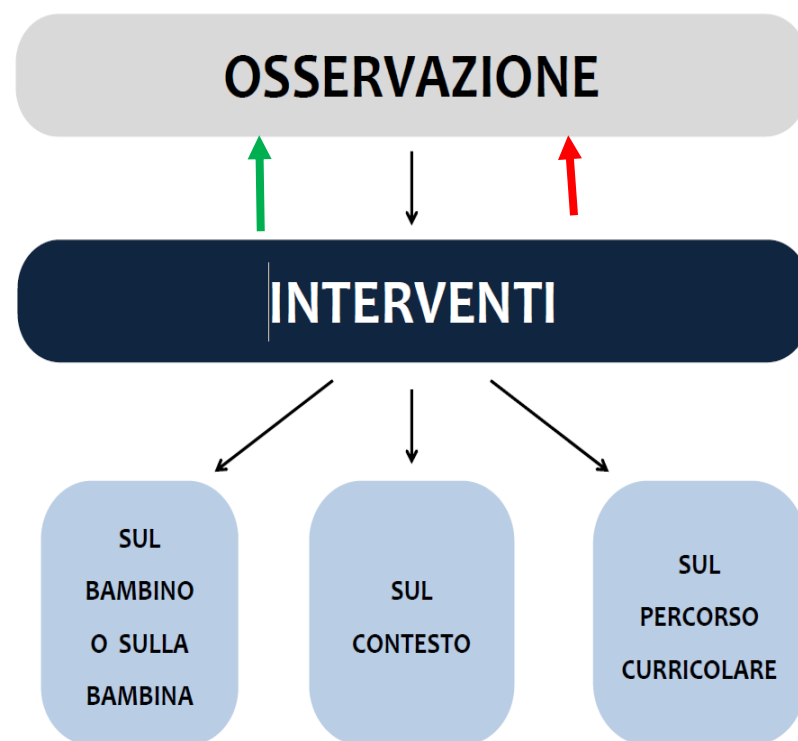 OSSERVAZIONE
INTERVENTI
SUL
BAMBINO
O SULLA
BAMBINA
SUL
CONTESTO
SUL
PERCORSO
CURRICOLARE